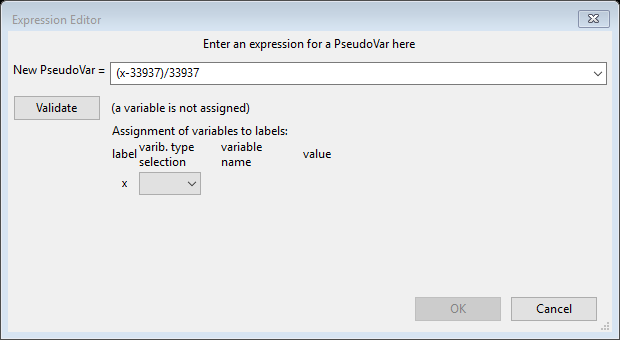 Expression Editor
Enter an expression for a PseudoVar here
New PseudoVar = (x-33937)/33937
Validate (a variable is not assigned)
Assignment of variables to labels:
label varib. type selection variable name value
x
OK Cancel